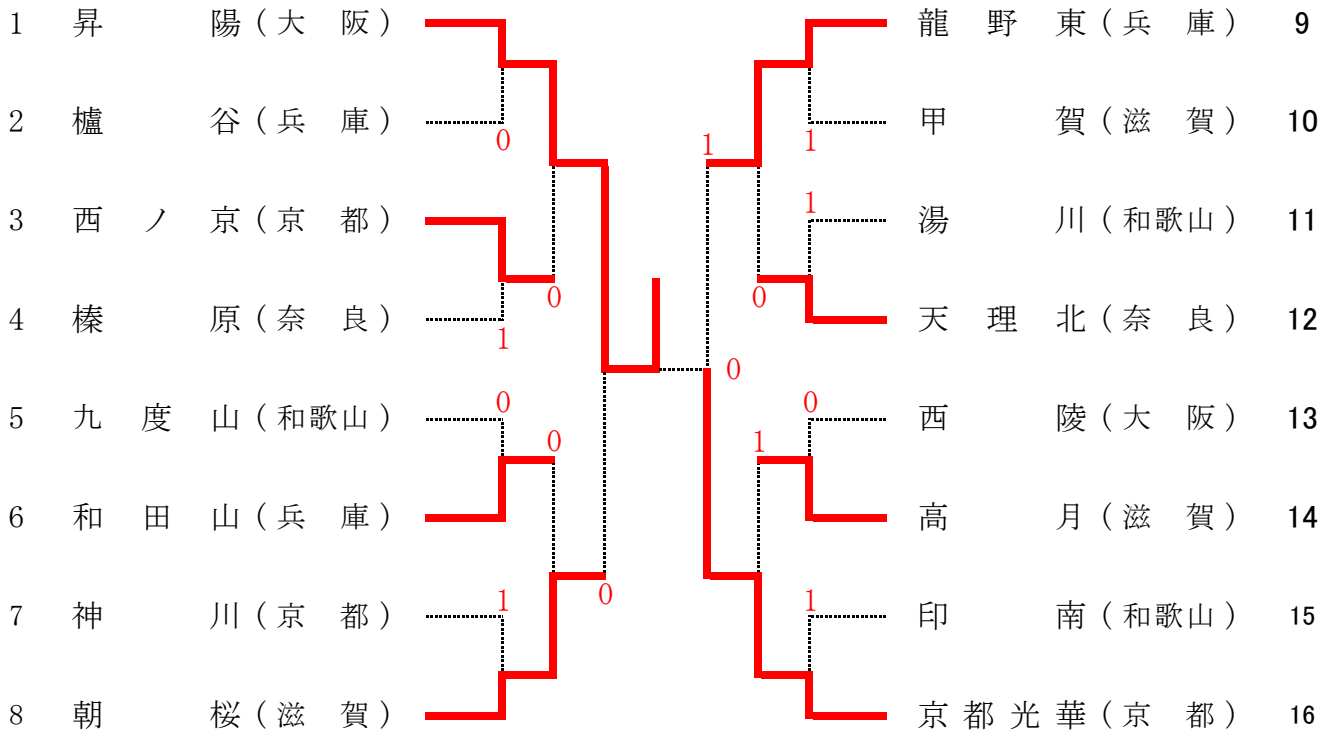 1 昇 陽(大 阪) 龍 野 東(兵 庫) 9
2 櫨 谷(兵 庫) 甲 賀(滋 賀) 10
0 1 1
3 西 ノ 京(京 都) 1 湯 川(和歌山) 11
0 0
4 榛 原(奈 良) 天 理 北(奈 良) 12
1
0
5 九 度 山(和歌山) 0 0 西 陵(大 阪) 13
0 1
6 和 田 山(兵 庫) 高 月(滋 賀) 14
0
7 神 川(京 都) 1 1 印 南(和歌山) 15
8 朝 桜(滋 賀) 京 都 光 華(京 都) 16